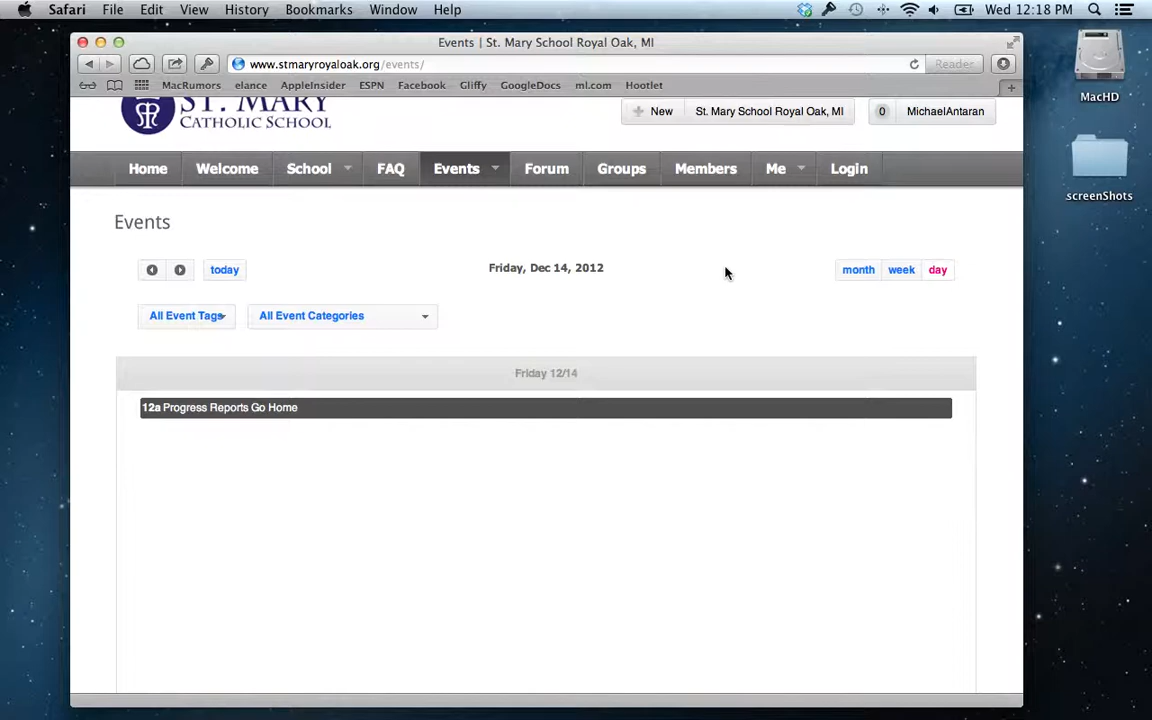 Safari File Edit View History Bookmarks Window Help Wed 12:18 PM
Events | St. Mary School Royal Oak, MI
www.stmaryroyaloak.org/events/ Reader
MacRumors elance AppleInsider ESPN Facebook Gliffy GoogleDocs ml.com Hootlet
MacHD
ST. MARY
CATHOLIC SCHOOL
New St. Mary School Royal Oak, MI 0 MichaelAntaran
Home Welcome School FAQ Events Forum Groups Members Me Login
screenShots
Events
today Friday, Dec 14, 2012 month week day
All Event Tags All Event Categories
Friday 12/14
12a Progress Reports Go Home